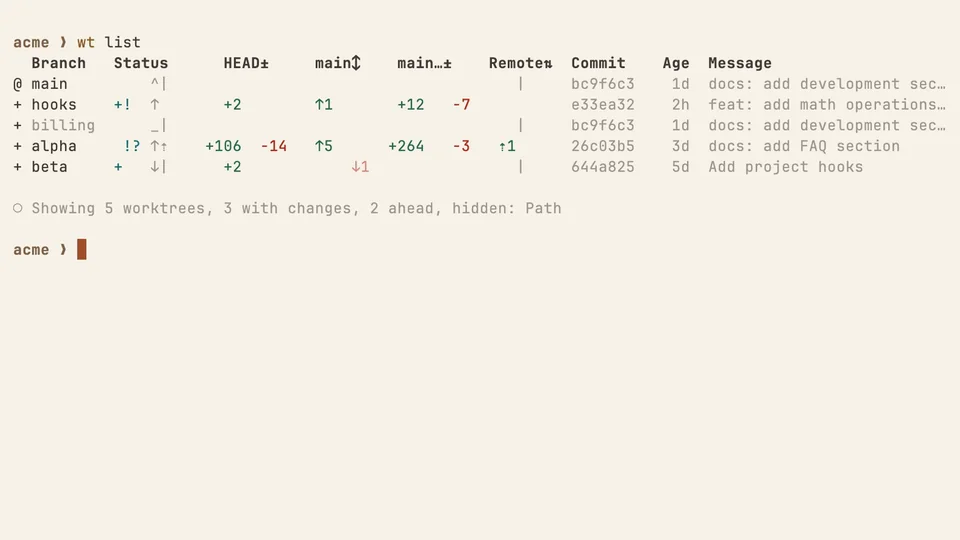 acme ❯ wt list
  Branch   Status      HEAD±     main↕    main…±    Remote⇅  Commit    Age  Message
@ main         ^|                                      |     bc9f6c3    1d  docs: add development sec…
+ hooks    +!  ↑       +2        ↑1       +12   -7           e33ea32    2h  feat: add math operations…
+ billing      _|                                      |     bc9f6c3    1d  docs: add development sec…
+ alpha     !? ↑⇡    +106  -14   ↑5      +264   -3   ⇡1      26c03b5    3d  docs: add FAQ section
+ beta     +   ↓|      +2            ↓1                |     644a825    5d  Add project hooks
○ Showing 5 worktrees, 3 with changes, 2 ahead, hidden: Path
acme ❯